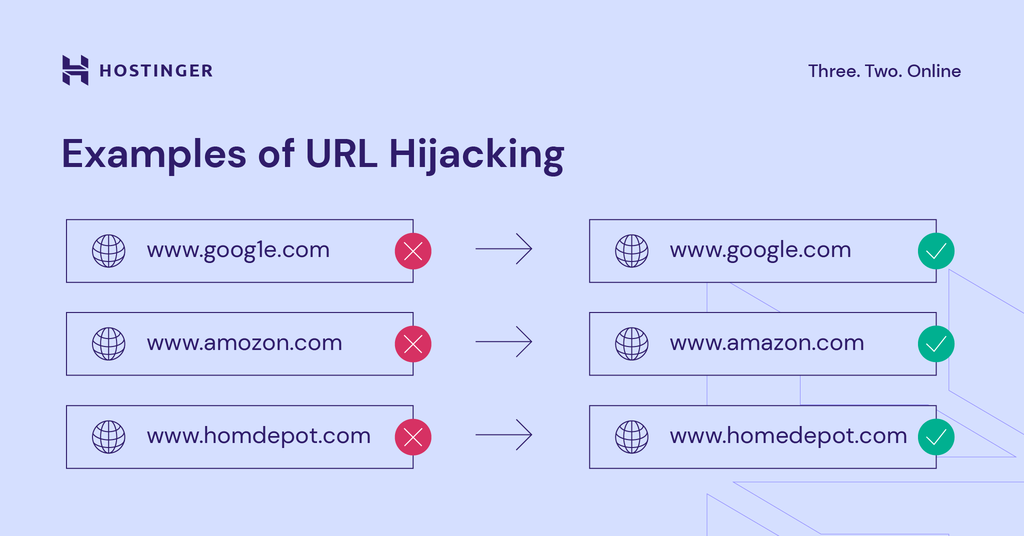 HOSTINGER
Three. Two. Online
Examples of URL Hijacking
www.goog1e.com
www.google.com
www.amozon.com
www.amazon.com
www.homdepot.com
www.homedepot.com